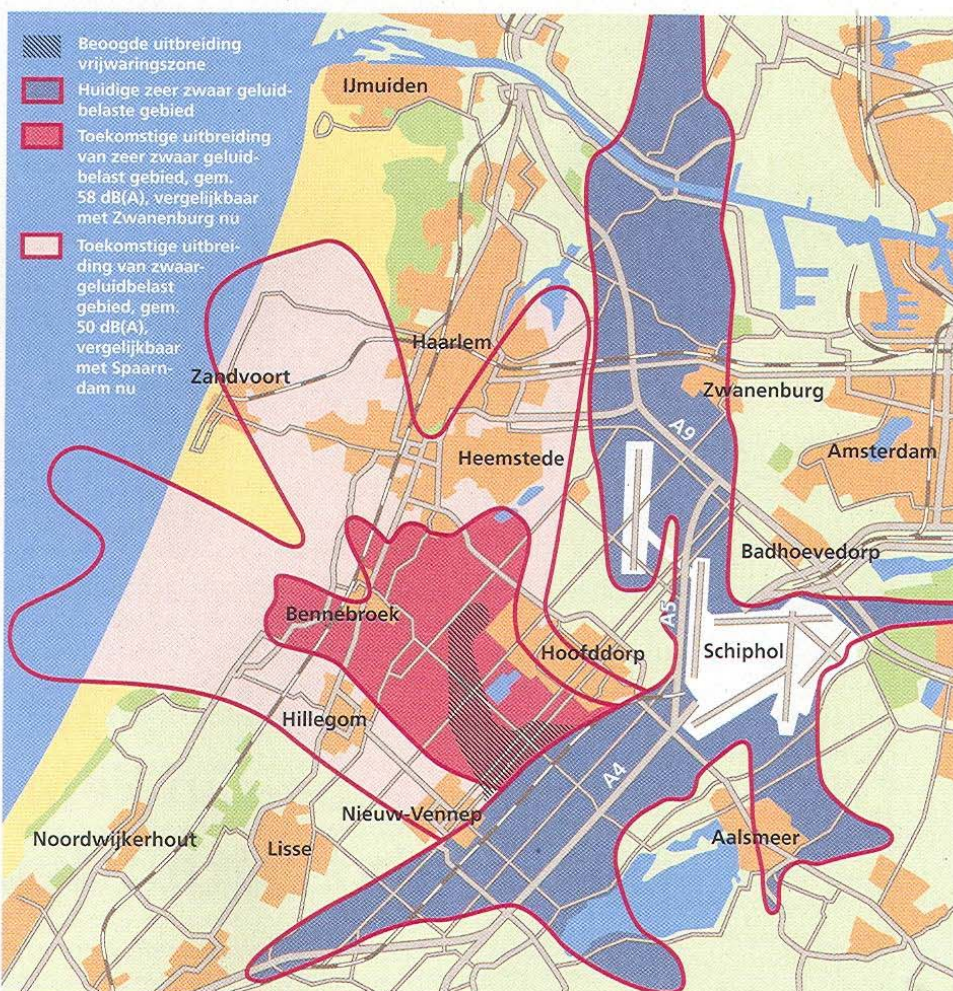 Beoogde uitbreiding
vrijwaringszone
Huidige zeer zwaar geluid-
belaste gebied
Toekomstige uitbreiding
van zeer zwaar geluid-
belast gebied, gem.
58 dB(A), vergelijkbaar
met Zwanenburg nu
Toekomstige uitbrei-
ding van zwaar-
geluidbelast
gebied, gem.
50 dB(A),
vergelijkbaar
met Spaarn-
dam nu
IJmuiden
Haarlem
Zandvoort
Zwanenburg
A9
Heemstede
Amsterdam
Badhoevedorp
Bennebroek
A5
Hoofddorp
Schiphol
Hillegom
A4
Nieuw-Vennep
Noordwijkerhout
Lisse
Aalsmeer